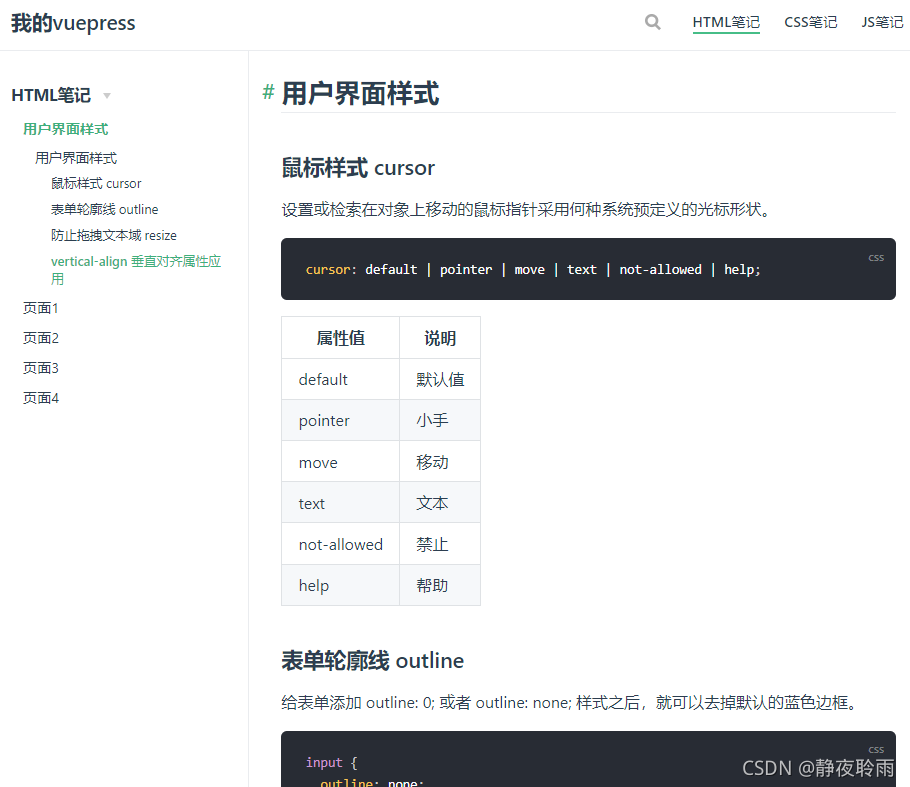 我的vuepress
HTML笔记 CSS笔记 JS笔记
HTML笔记
用户界面样式
用户界面样式
鼠标样式 cursor
表单轮廓线 outline
防止拖拽文本域 resize
vertical-align 垂直对齐属性应
用
页面1
页面2
页面3
页面4
# 用户界面样式
鼠标样式 cursor
设置或检索在对象上移动的鼠标指针采用何种系统预定义的光标形状。
css
cursor: default | pointer | move | text | not-allowed | help;
属性值 说明
default 默认值
pointer 小手
move 移动
text 文本
not-allowed 禁止
help 帮助
表单轮廓线 outline
给表单添加 outline: 0; 或者 outline: none; 样式之后，就可以去掉默认的蓝色边框。
css
input {
outline: none;
CSDN @静夜聆雨